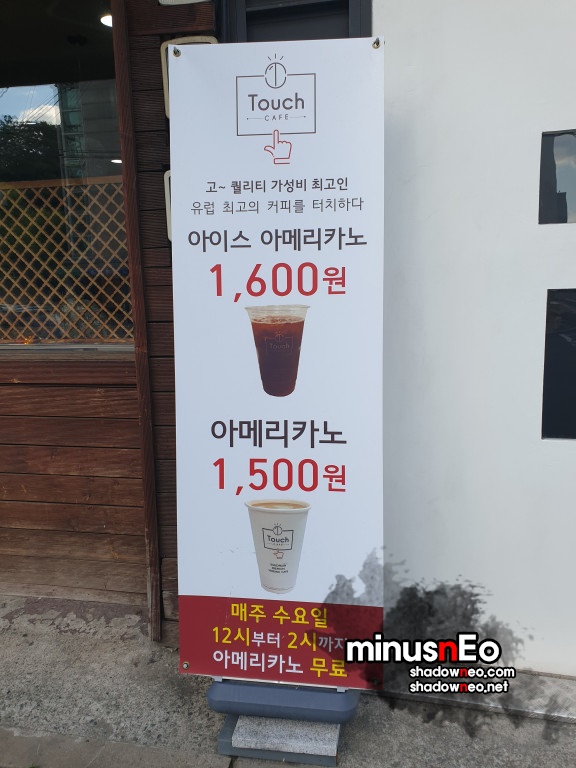 Touch
CAFE
고~ 퀄리티 가성비 최고인
유럽 최고의 커피를 터치하다
아이스 아메리카노
1,600원
Touch
아메리카노
1,500원
Touch
CAFE
매주 수요일
12시부터 2시까지
아메리카노 무료
minusnEo
shadowneo.com
shadowneo.net